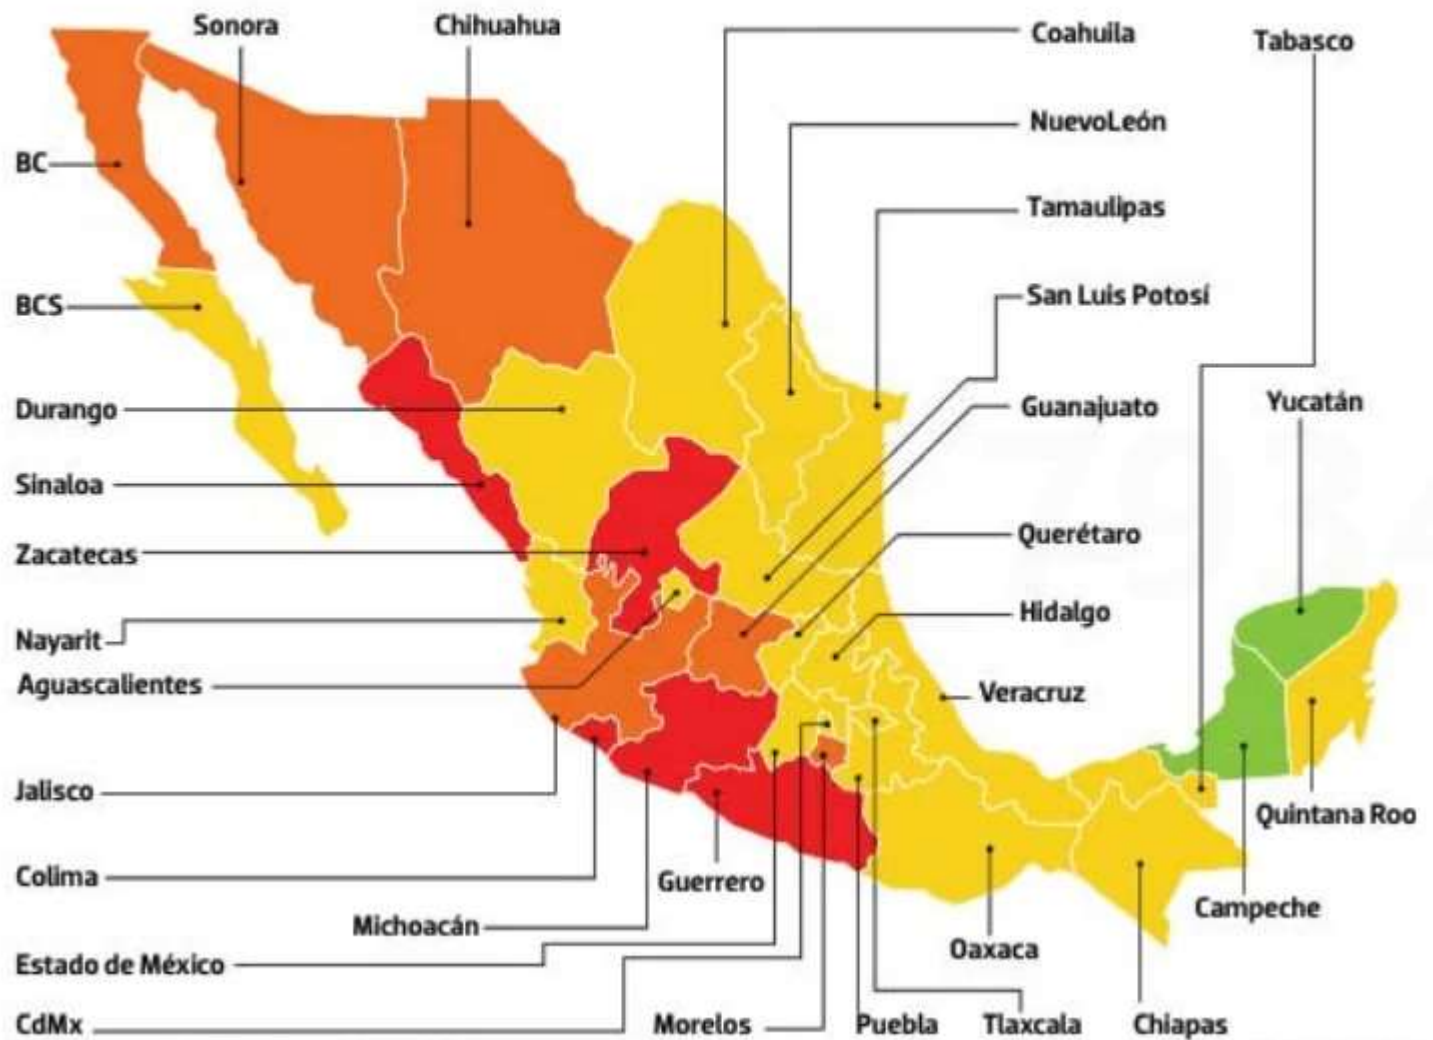 Sonora
Chihuahua
Coahuila
Tabasco
NuevoLeón
BC
Tamaulipas
BCS
San Luis Potosí
Durango
Guanajuato
Yucatán
Sinaloa
Querétaro
Zacatecas
Hidalgo
Nayarit
Aguascalientes
Veracruz
Jalisco
Quintana Roo
Colima
Guerrero
Campeche
Michoacán
Oaxaca
Estado de México
CdMx
Morelos
Puebla
Tlaxcala
Chiapas